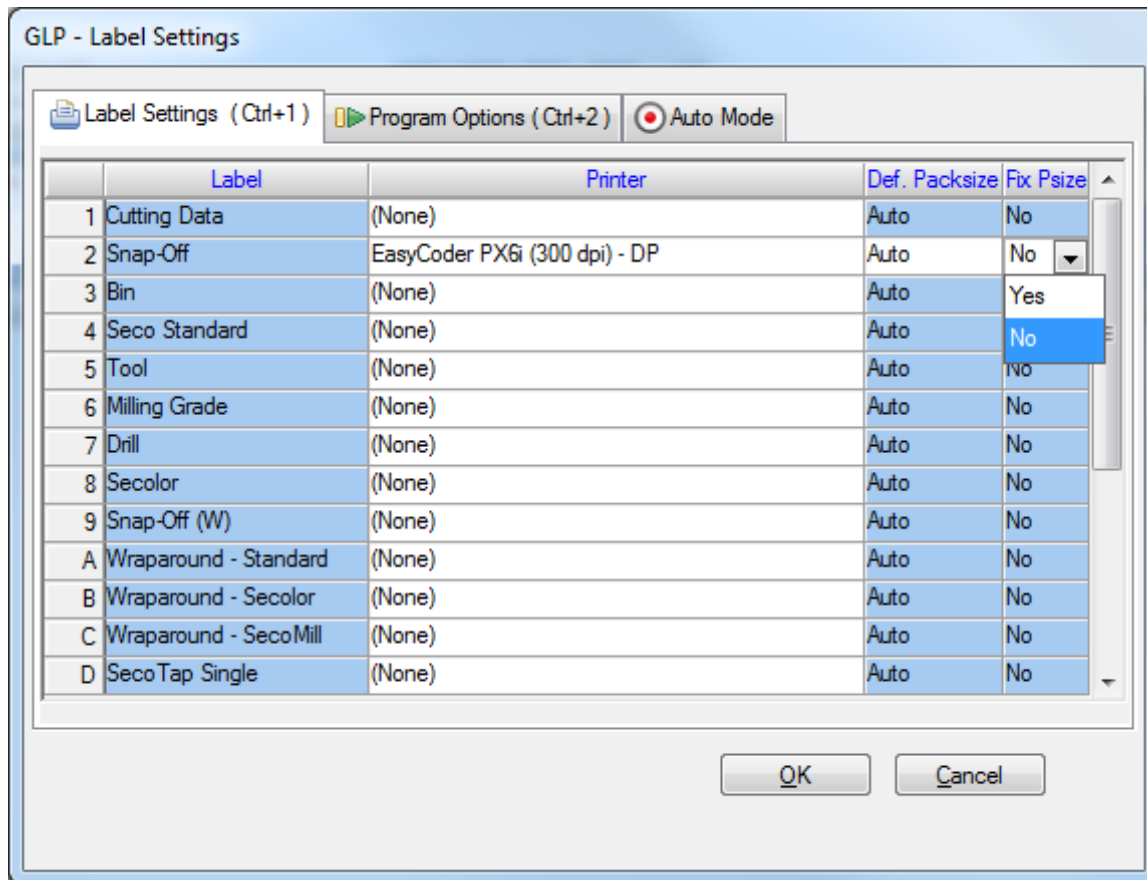 GLP - Label Settings
Label Settings (Ctrl+1) Program Options (Ctrl+2) Auto Mode
Label Printer Def. Packsize Fix Psize
1 Cutting Data (None) Auto No
2 Snap-Off EasyCoder PX6i (300 dpi) - DP Auto No
3 Bin (None) Auto Yes
4 Seco Standard (None) Auto No
5 Tool (None) Auto No
6 Milling Grade (None) Auto No
7 Drill (None) Auto No
8 Secolor (None) Auto No
9 Snap-Off (W) (None) Auto No
A Wraparound - Standard (None) Auto No
B Wraparound - Secolor (None) Auto No
C Wraparound - SecoMill (None) Auto No
D SecoTap Single (None) Auto No
OK Cancel